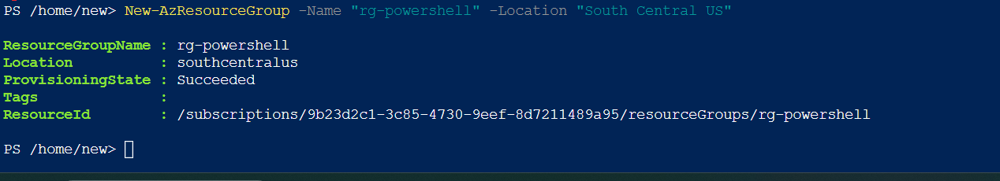 PS /home/new> New-AzResourceGroup -Name "rg-powershell" -Location "South Central US"
ResourceGroupName : rg-powershell
Location          : southcentralus
ProvisioningState : Succeeded
Tags              :
ResourceId        : /subscriptions/9b23d2c1-3c85-4730-9eef-8d7211489a95/resourceGroups/rg-powershell
PS /home/new>